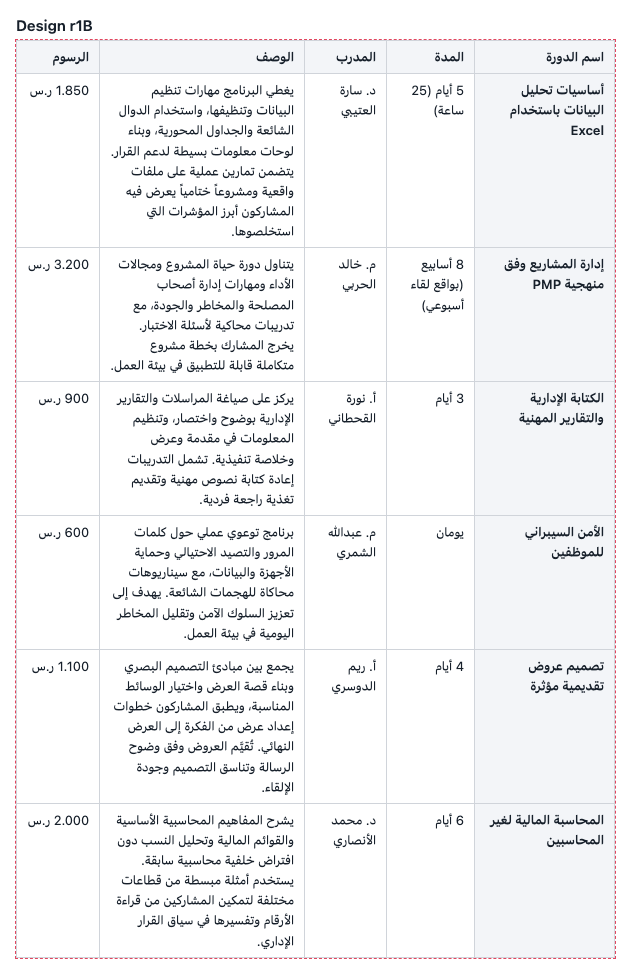 Design r1B
اسم الدورة
المدة
المدرب
الوصف
الرسوم
أساسيات تحليل
البيانات باستخدام
Excel
5 أيام (25
ساعة)
د. سارة
العتيبي
يغطي البرنامج مهارات تنظيم
البيانات وتنظيفها، واستخدام الدوال
الشائعة والجداول المحورية، وبناء
لوحات معلومات بسيطة لدعم القرار.
يتضمن تمارين عملية على ملفات
واقعية ومشروعاً ختامياً يعرض فيه
المشاركون أبرز المؤشرات التي
استخلصوها.
1.850 ر.س
إدارة المشاريع وفق
منهجية PMP
8 أسابيع
(بواقع لقاء
أسبوعي)
م. خالد
الحربي
يتناول دورة حياة المشروع ومجالات
الأداء ومهارات إدارة أصحاب
المصلحة والمخاطر والجودة، مع
تدريبات محاكية لأسئلة الاختبار.
يخرج المشارك بخطة مشروع
متكاملة قابلة للتطبيق في بيئة العمل.
3.200 ر.س
الكتابة الإدارية
والتقارير المهنية
3 أيام
أ. نورة
القحطاني
يركز على صياغة المراسلات والتقارير
الإدارية بوضوح واختصار، وتنظيم
المعلومات في مقدمة وعرض
وخلاصة تنفيذية. تشمل التدريبات
إعادة كتابة نصوص مهنية وتقديم
تغذية راجعة فردية.
900 ر.س
الأمن السيبراني
للموظفين
يومان
م. عبدالله
الشمري
برنامج توعوي عملي حول كلمات
المرور والتصيد الاحتيالي وحماية
الأجهزة والبيانات، مع سيناريوهات
محاكاة للهجمات الشائعة. يهدف إلى
تعزيز السلوك الآمن وتقليل المخاطر
اليومية في بيئة العمل.
600 ر.س
تصميم عروض
تقديمية مؤثرة
4 أيام
أ. ريم
الدوسري
يجمع بين مبادئ التصميم البصري
وبناء قصة العرض واختيار الوسائط
المناسبة، ويطبق المشاركون خطوات
إعداد عرض من الفكرة إلى العرض
النهائي. تُقيَّم العروض وفق وضوح
الرسالة وتناسق التصميم وجودة
الإلقاء.
1.100 ر.س
المحاسبة المالية لغير
المحاسبين
6 أيام
د. محمد
الأنصاري
يشرح المفاهيم المحاسبية الأساسية
والقوائم المالية وتحليل النسب دون
افتراض خلفية محاسبية سابقة.
يستخدم أمثلة مبسطة من قطاعات
مختلفة لتمكين المشاركين من قراءة
الأرقام وتفسيرها في سياق القرار
الإداري.
2.000 ر.س